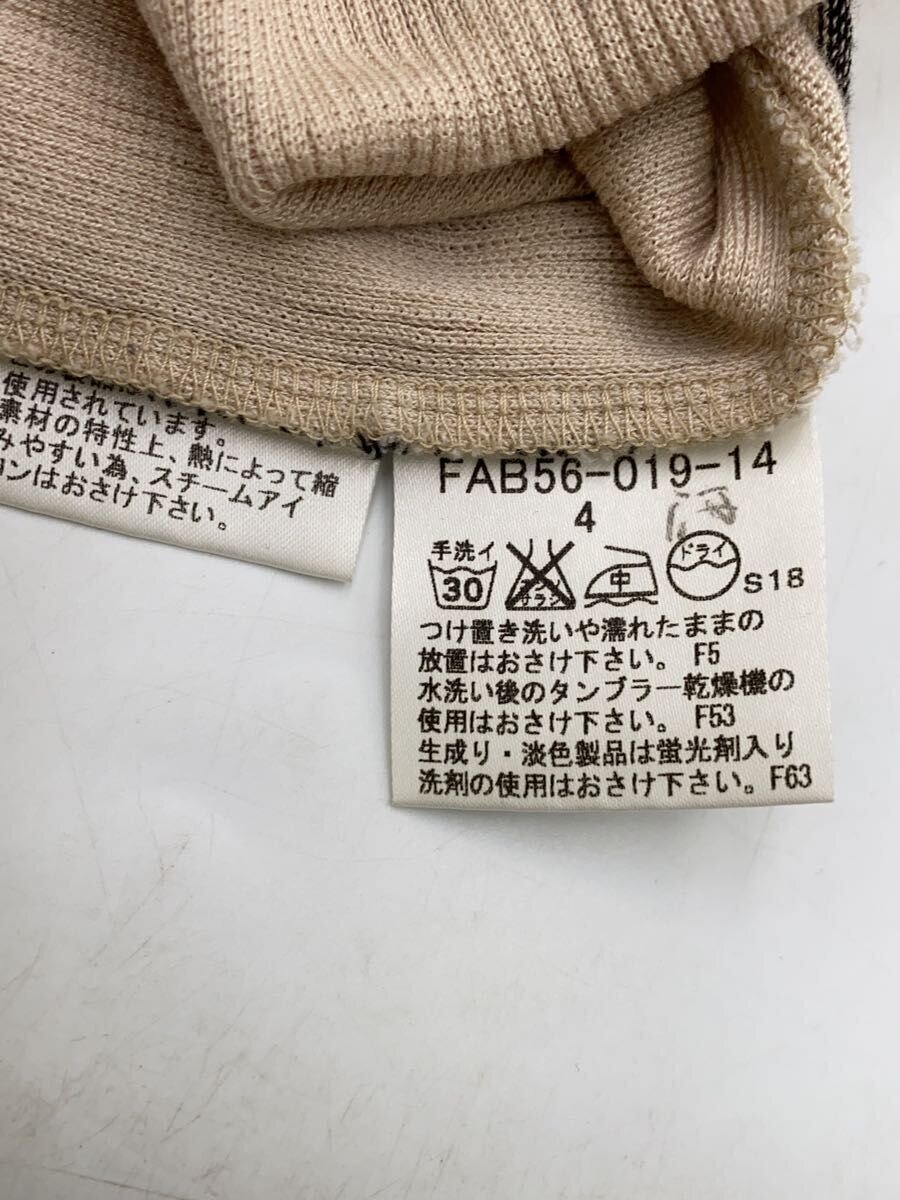 使用されています。
素材の特性上、熱によって縮
みやすい為、スチームアイ
ロンはおさけ下さい。
FAB56-019-14
4
手洗イ
30
エンソ
サラシ
中
ドライ
S18
つけ置き洗いや濡れたままの
放置はおさけ下さい。 F5
水洗い後のタンブラー乾燥機の
使用はおさけ下さい。 F53
生成り・淡色製品は蛍光剤入り
洗剤の使用はおさけ下さい。F63